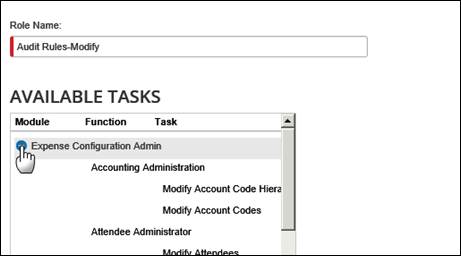 Role Name:
Audit Rules-Modify
AVAILABLE TASKS
Module Function Task
Expense Configuration Admin
Accounting Administration
Modify Account Code Hiera
Modify Account Codes
Attendee Administrator
Modify Attendees